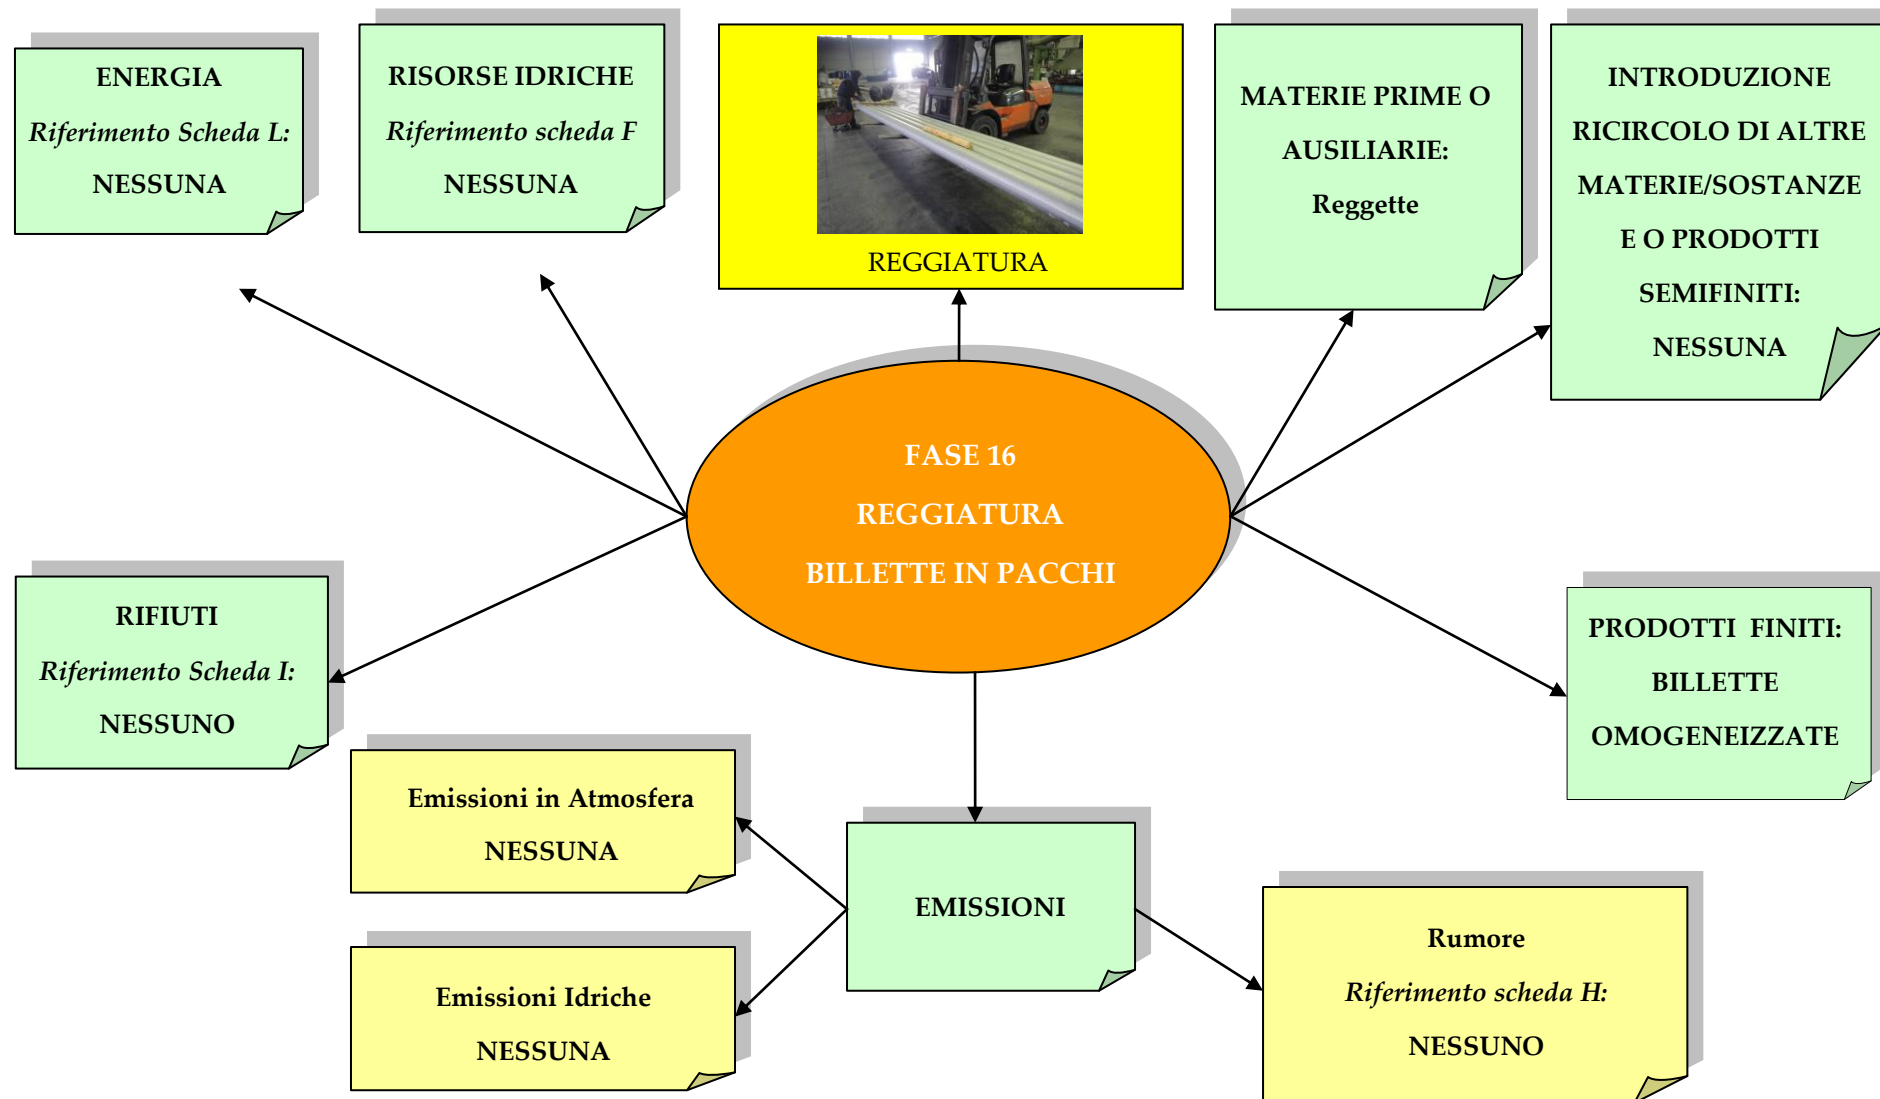 ENERGIA
Riferimento Scheda L:
NESSUNA
RISORSE IDRICHE
Riferimento scheda F
NESSUNA
REGGIATURA
MATERIE PRIME O
AUSILIARIE:
Reggette
INTRODUZIONE
RICIRCOLO DI ALTRE
MATERIE/SOSTANZE
E O PRODOTTI
SEMIFINITI:
NESSUNA
FASE 16
REGGIATURA
BILLETTE IN PACCHI
RIFIUTI
Riferimento Scheda I:
NESSUNO
PRODOTTI  FINITI:
BILLETTE
OMOGENEIZZATE
Emissioni in Atmosfera
NESSUNA
EMISSIONI
Emissioni Idriche
NESSUNA
Rumore
Riferimento scheda H:
NESSUNO